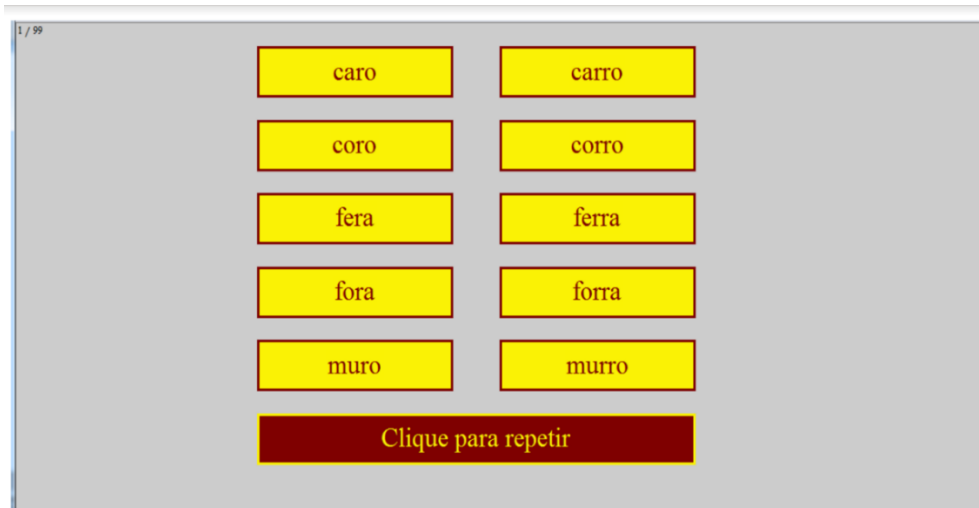 1 / 99
caro carro
coro corro
fera ferra
fora forra
muro murro
Clique para repetir